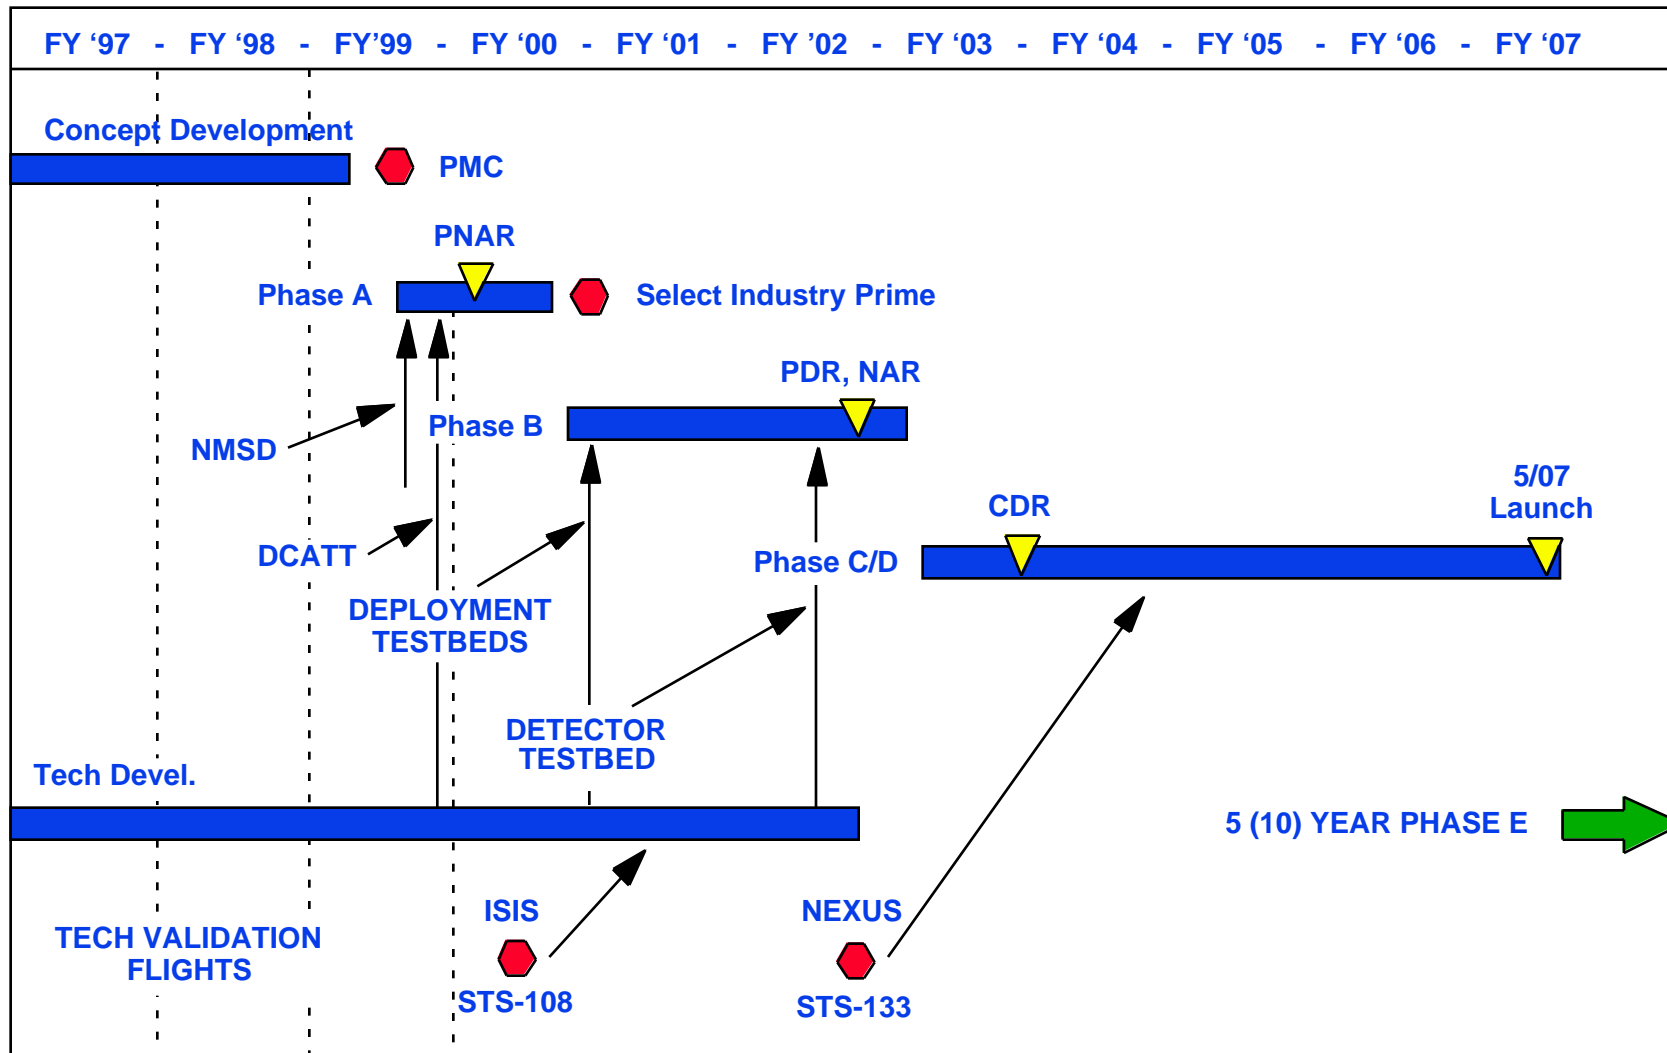 FY ‘97 - FY ‘98 - FY’99 - FY ‘00 - FY ‘01 - FY ‘02 - FY ‘03 - FY ‘04 - FY ‘05 - FY ‘06 - FY ‘07
Concept Development
PMC
PNAR
Phase A
Select Industry Prime
PDR, NAR
Phase B
NMSD
5/07
Launch
CDR
DCATT
Phase C/D
DEPLOYMENT
TESTBEDS
DETECTOR
TESTBED
Tech Devel.
5 (10) YEAR PHASE E
ISIS
NEXUS
TECH VALIDATION
FLIGHTS
STS-108
STS-133